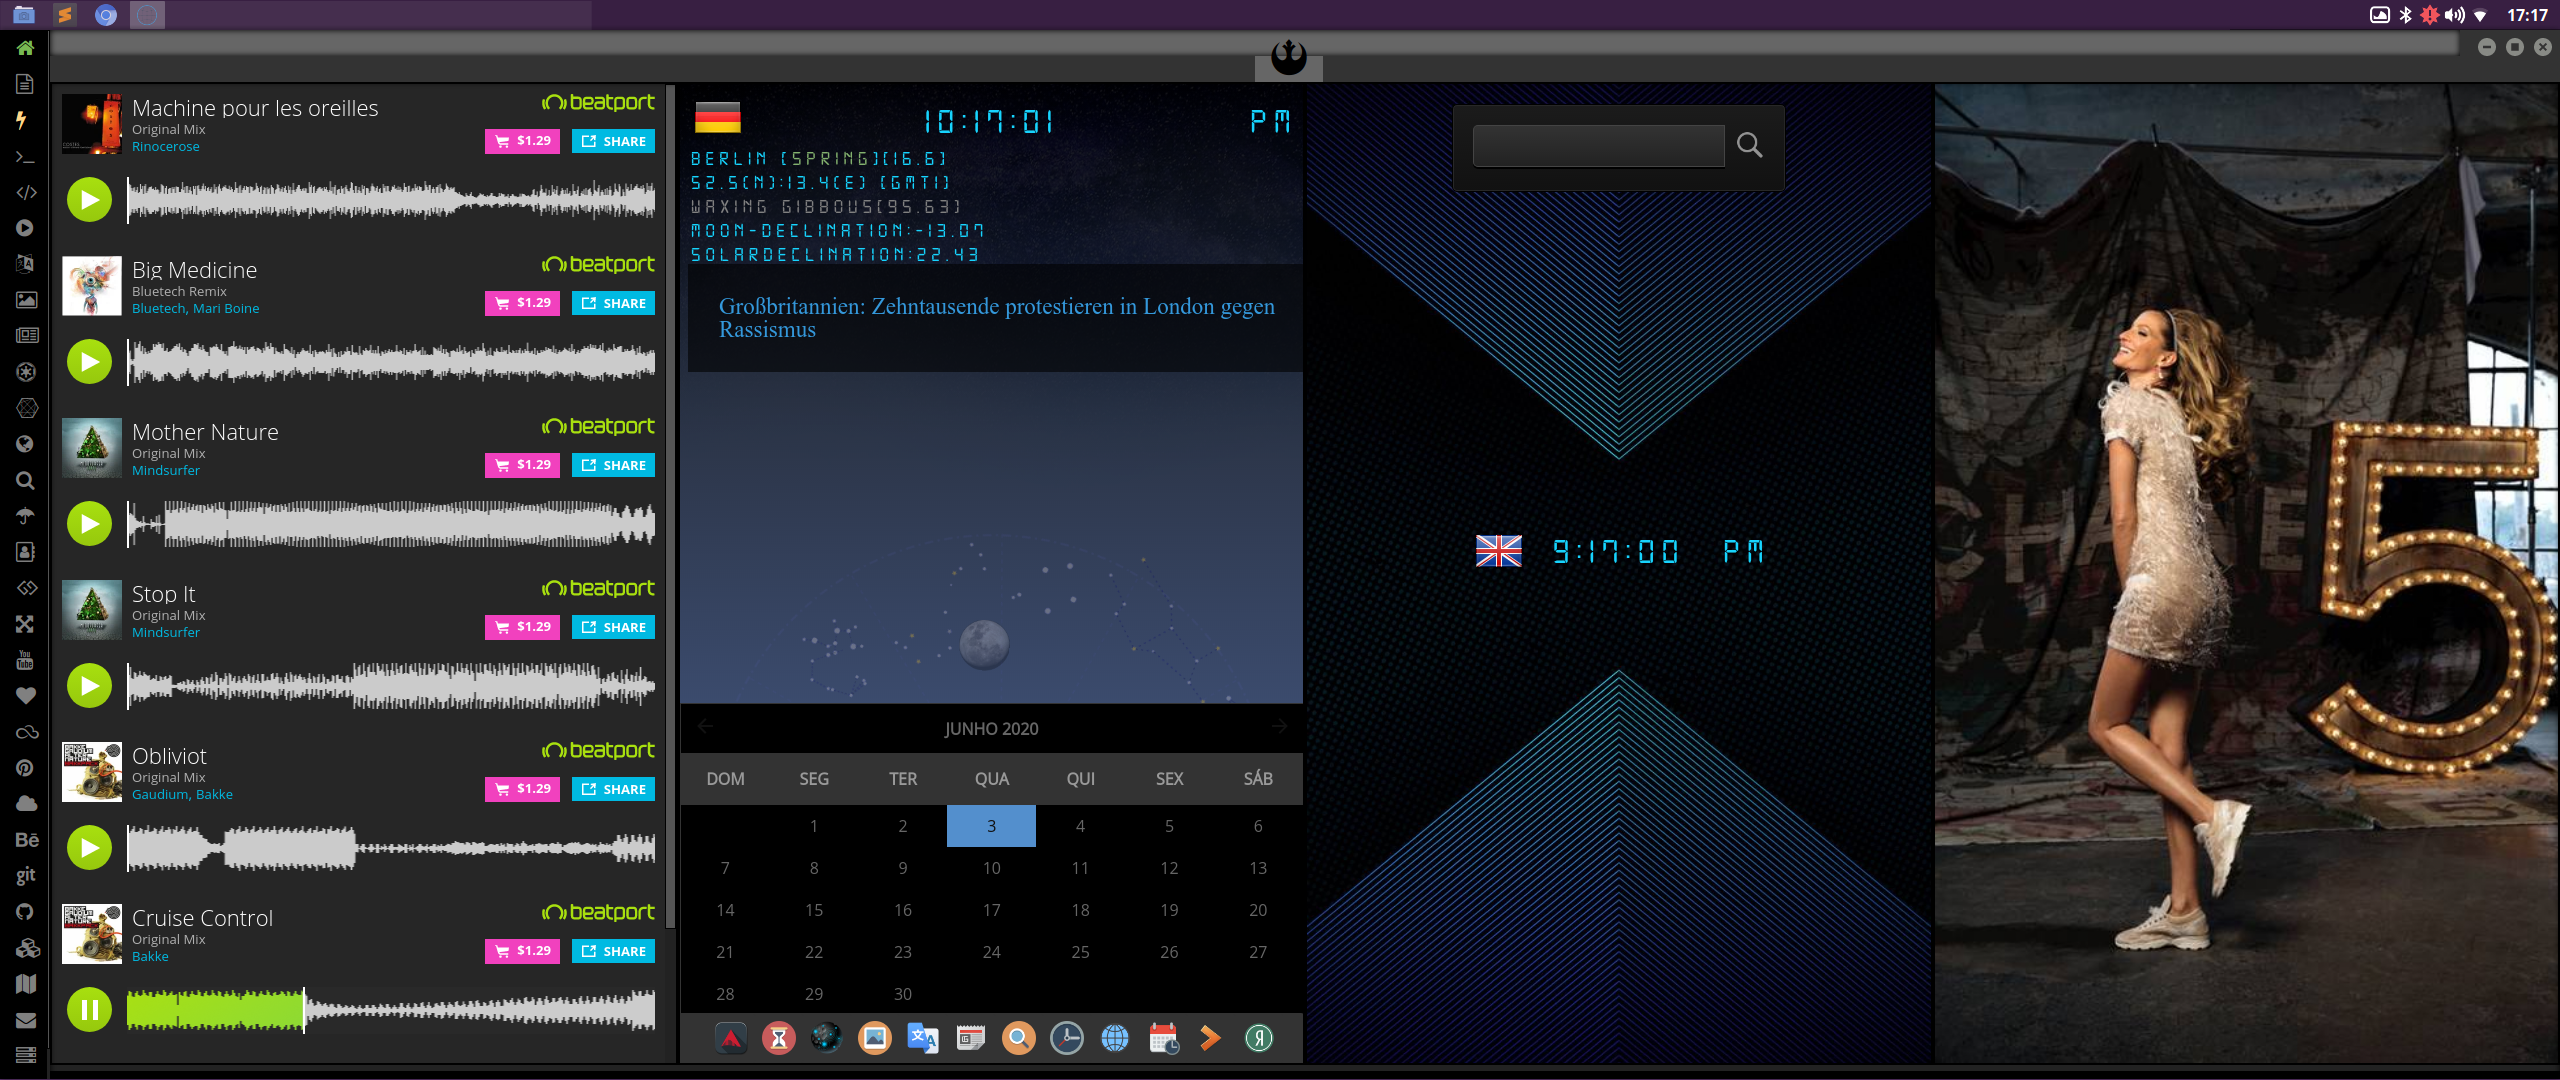 17:17
Machine pour les oreilles
Original Mix
Rinocerose
beatport
$1.29
SHARE
Big Medicine
Bluetech Remix
Bluetech, Mari Boine
beatport
$1.29
SHARE
Mother Nature
Original Mix
Mindsurfer
beatport
$1.29
SHARE
Stop It
Original Mix
Mindsurfer
beatport
$1.29
SHARE
Obliviot
Original Mix
Gaudium, Bakke
beatport
$1.29
SHARE
Cruise Control
Original Mix
Bakke
beatport
$1.29
SHARE
You
Tube
Bē
git
10:17:01 PM
BERLIN [SPRING][16.6]
52.5(N):13.4(E) [GMT1]
WAXING GIBBOUS[95.63]
MOON-DECLINATION:-13.07
SOLARDECLINATION:22.43
Großbritannien: Zehntausende protestieren in London gegen
Rassismus
JUNHO 2020
DOM SEG TER QUA QUI SEX SÁB
1 2 3 4 5 6
7 8 9 10 11 12 13
14 15 16 17 18 19 20
21 22 23 24 25 26 27
28 29 30
9:17:00 PM
5